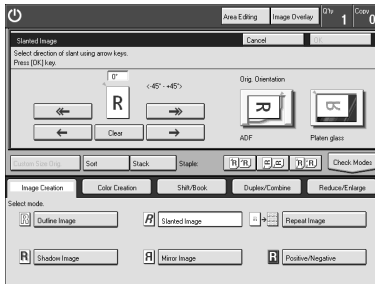 Area Editing
Image Overlay
Q'ty
1
Copy
0
Slanted Image
Cancel
OK
Select direction of slant using arrow keys.
Press [OK] key.
0°
<-45° - +45°>
Orig. Orientation
R
Clear
ADF
Platen glass
Custom Size Orig.
Sort
Stack
Staple:
Check Modes
Image Creation
Color Creation
Shift/Book
Duplex/Combine
Reduce/Enlarge
Select mode.
R Outline Image
R Slanted Image
Repeat Image
R Shadow Image
Я Mirror Image
R Positive/Negative